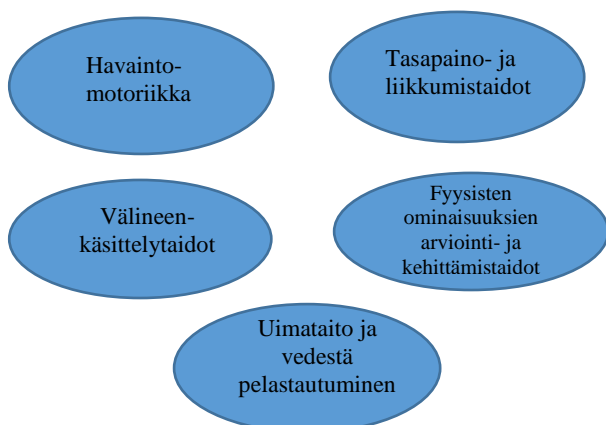 Havainto-
motoriikka
Tasapaino- ja
liikkumistaidot
Välineen-
käsittelytaidot
Fyysisten
ominaisuuksien
arviointi- ja
kehittämistaidot
Uimataito ja
vedestä
pelastautuminen